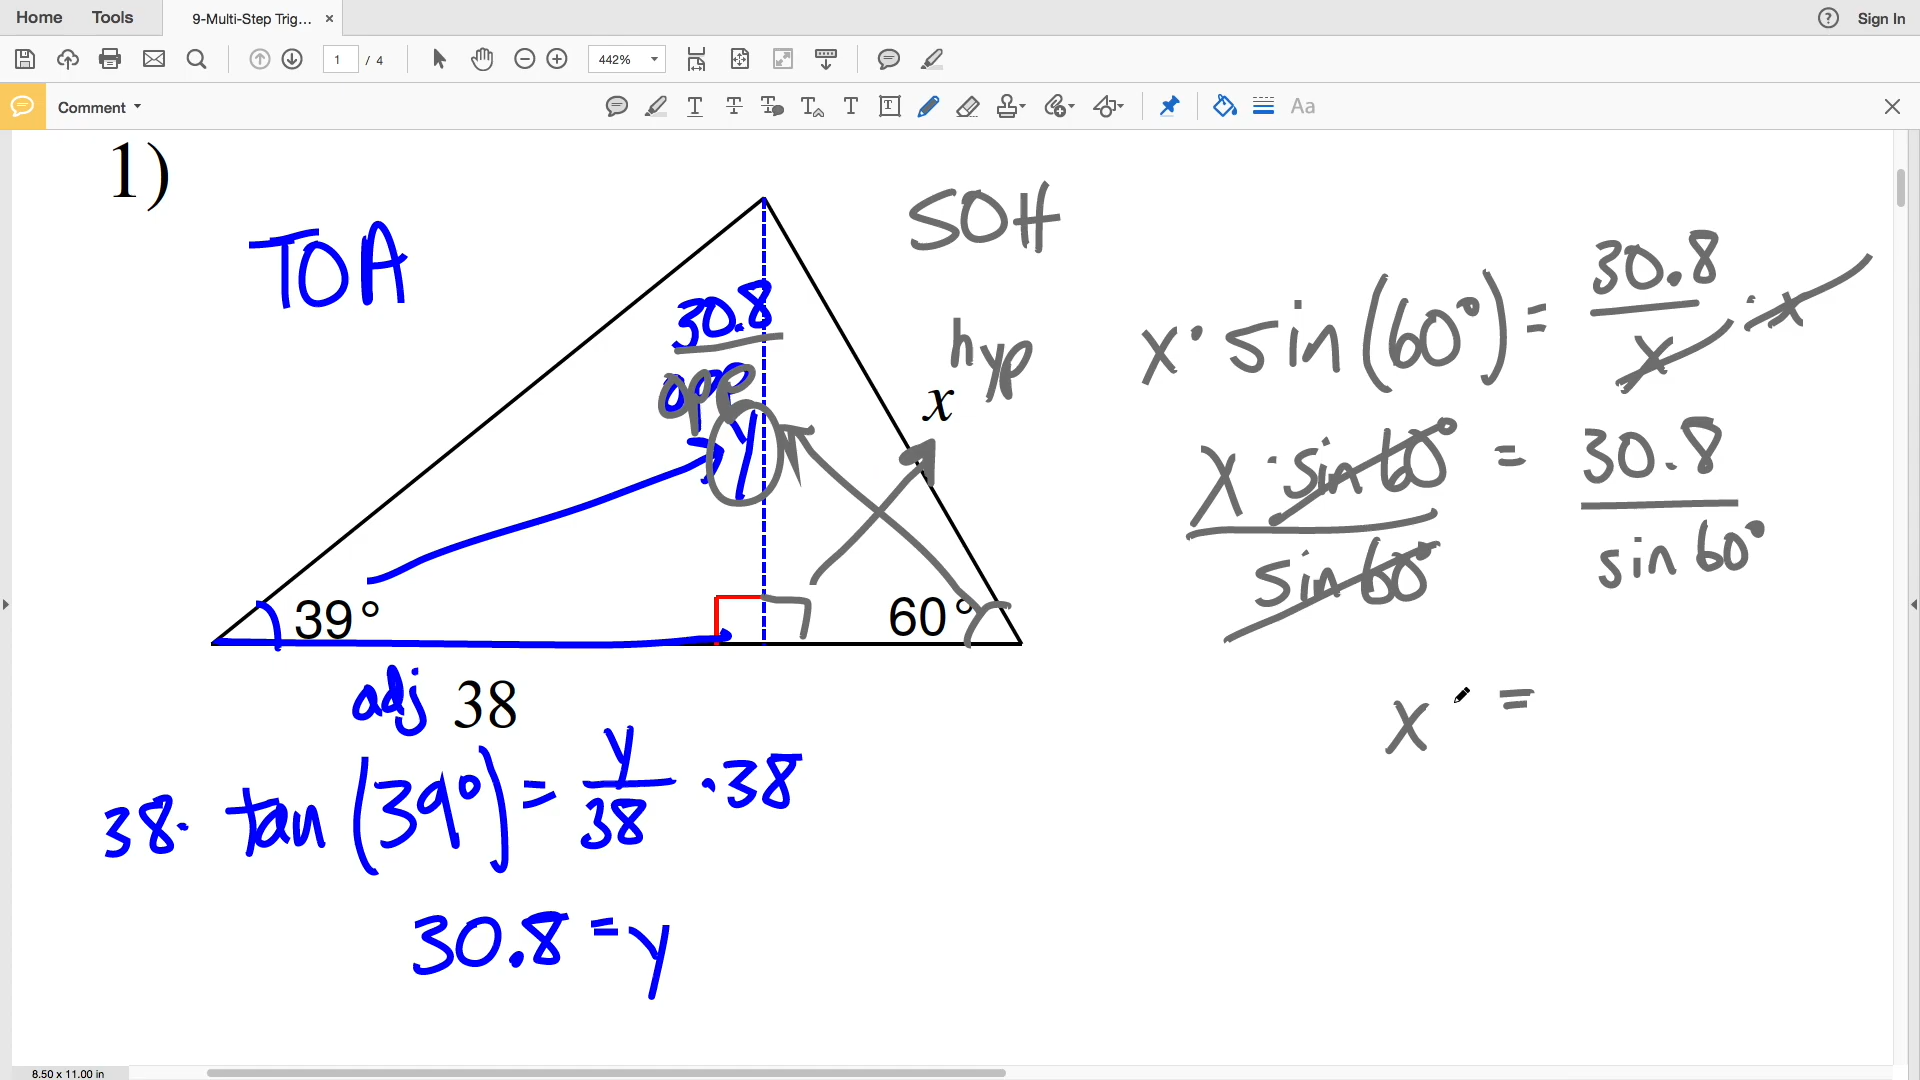 Home Tools 9-Multi-Step Trig... × ? Sign In
1 / 4 442%
Comment Aa
1)
TOA
SOH
30.8
opp
y
hyp
x
39°
60°
adj 38
38· tan (39°) = y/38 ·38
30.8 = y
x· sin (60°) = 30.8/x ·x
x · sin 60° / sin 60° = 30.8 / sin 60°
x =
8.50 x 11.00 in